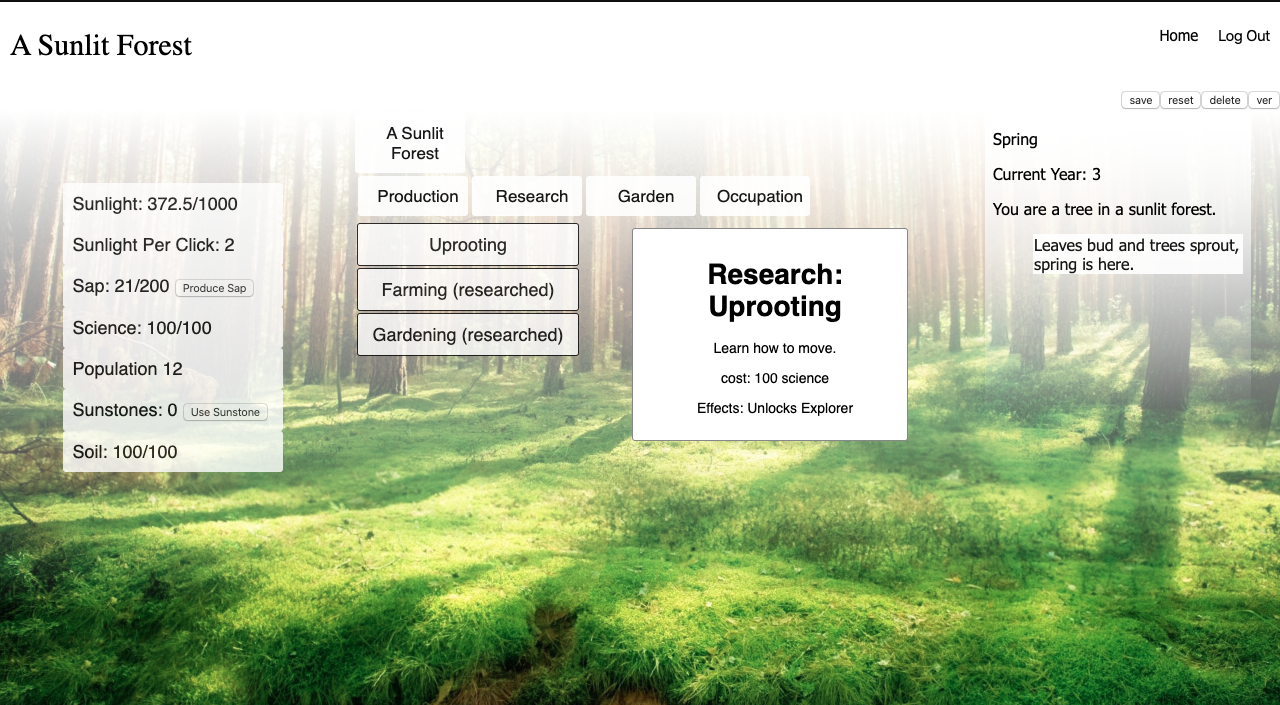 A Sunlit Forest
Home
Log Out
save
reset
delete
ver
A Sunlit
Forest
Production
Research
Garden
Occupation
Sunlight: 372.5/1000
Sunlight Per Click: 2
Sap: 21/200 Produce Sap
Science: 100/100
Population 12
Sunstones: 0 Use Sunstone
Soil: 100/100
Uprooting
Farming (researched)
Gardening (researched)
Research:
Uprooting
Learn how to move.
cost: 100 science
Effects: Unlocks Explorer
Spring
Current Year: 3
You are a tree in a sunlit forest.
Leaves bud and trees sprout,
spring is here.